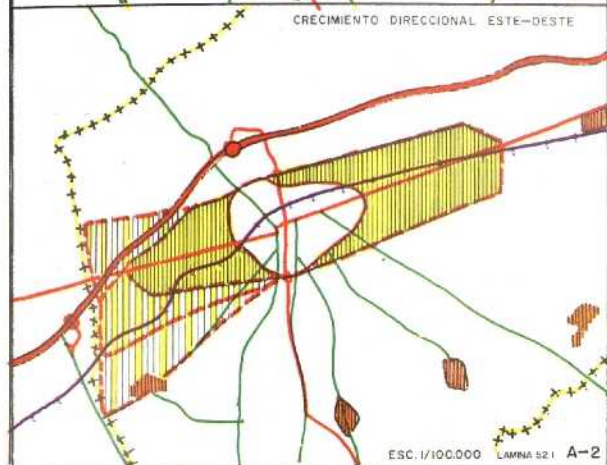 CRECIMIENTO DIRECCIONAL ESTE-OESTE
ESC. 1/100.000 LAMINA 52.1 A-2